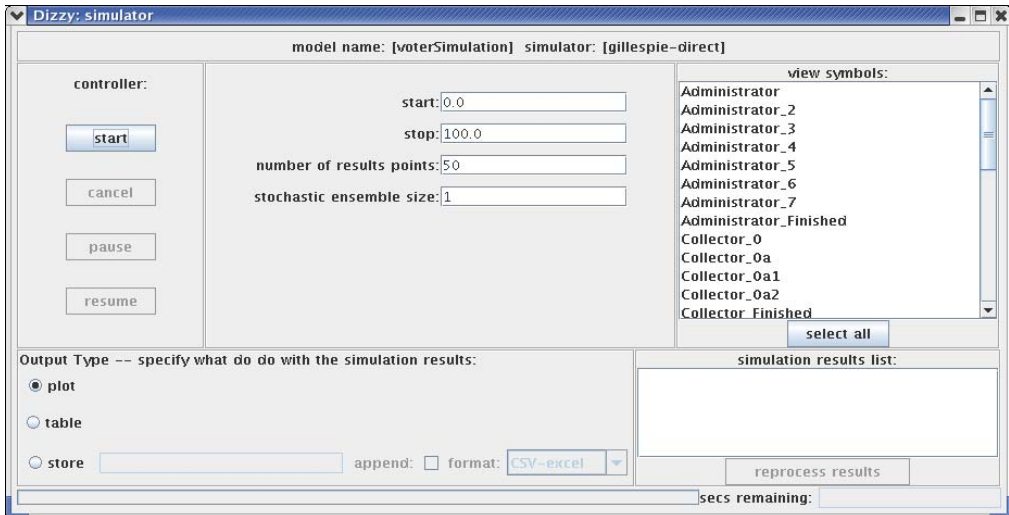 Dizzy: simulator
model name: [voterSimulation] simulator: [gillespie-direct]
controller:
start
cancel
pause
resume
start: 0.0
stop: 100.0
number of results points: 50
stochastic ensemble size: 1
view symbols:
Administrator
Administrator_2
Administrator_3
Administrator_4
Administrator_5
Administrator_6
Administrator_7
Administrator_Finished
Collector_0
Collector_0a
Collector_0a1
Collector_0a2
Collector_Finished
select all
Output Type -- specify what do do with the simulation results:
plot
table
store
append:
format: CSV-excel
simulation results list:
reprocess results
secs remaining: